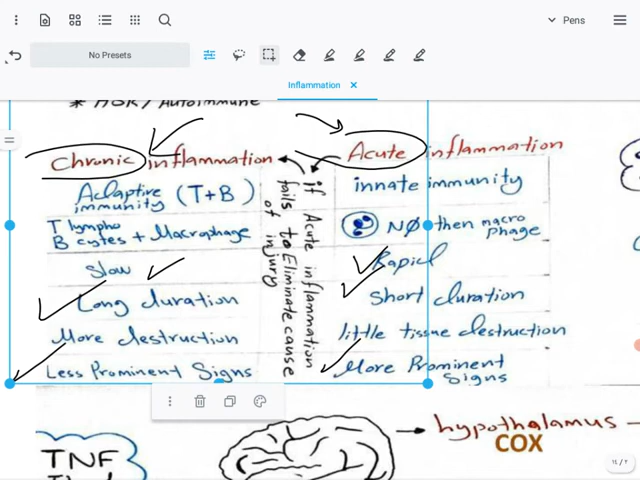 Pens
No Presets
Inflammation
* HSR/Autoimmune
Chronic inflammation
Adaptive immunity (T+B)
T lympho
B cytes + Macrophage
Slow
Long duration
More destruction
Less Prominent Signs
if Acute inflammation
fails to Eliminate cause
of injury
Acute inflammation
innate immunity
NØ then macro
phage
Rapid
Short duration
little tissue destruction
More Prominent
Signs
TNF
hypothalamus
COX